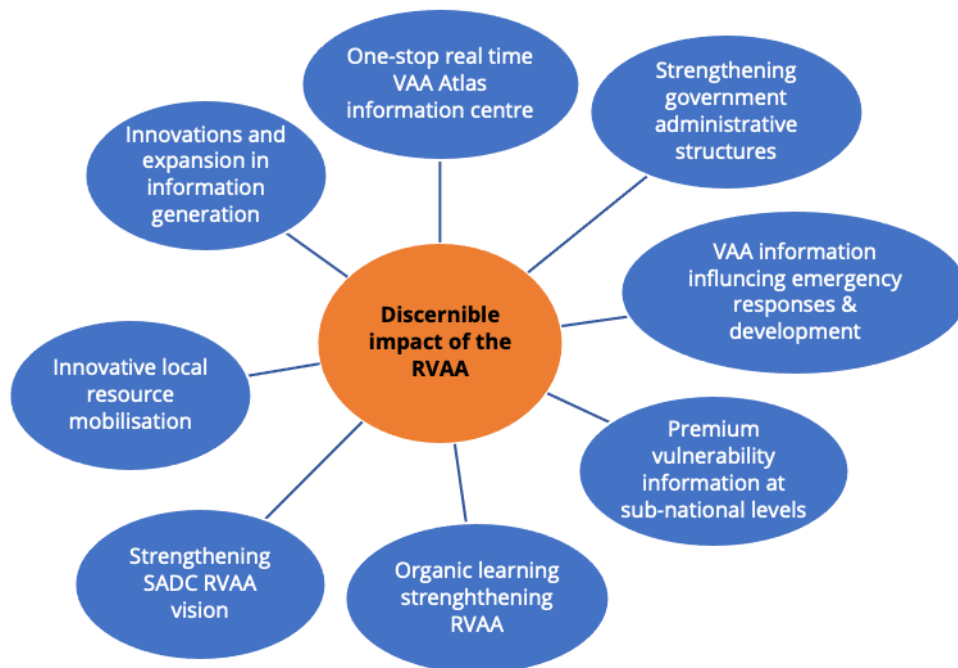 One-stop real time
VAA Atlas
information centre
Strengthening
government
administrative
structures
Innovations and
expansion in
information
generation
VAA information
influncing emergency
responses &
development
Discernible
impact of the
RVAA
Innovative local
resource
mobilisation
Premium
vulnerability
information at
sub-national levels
Strengthening
SADC RVAA
vision
Organic learning
strenghthening
RVAA